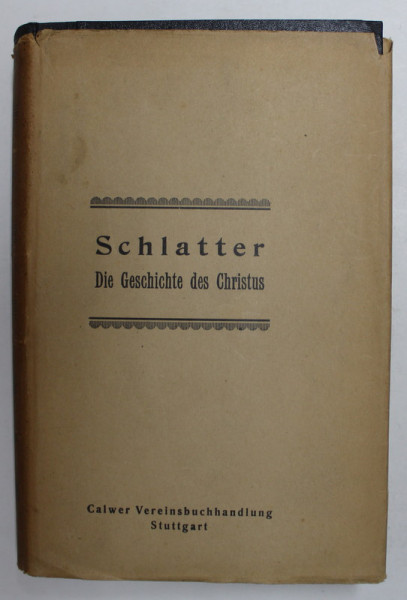 Schlatter
Die Geschichte des Christus
Calwer Vereinsbuchhandlung
Stuttgart